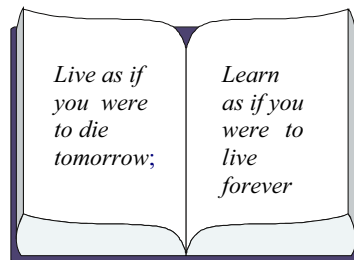 Live as if
you were
to die
tomorrow;
Learn
as if you
were to
live
forever